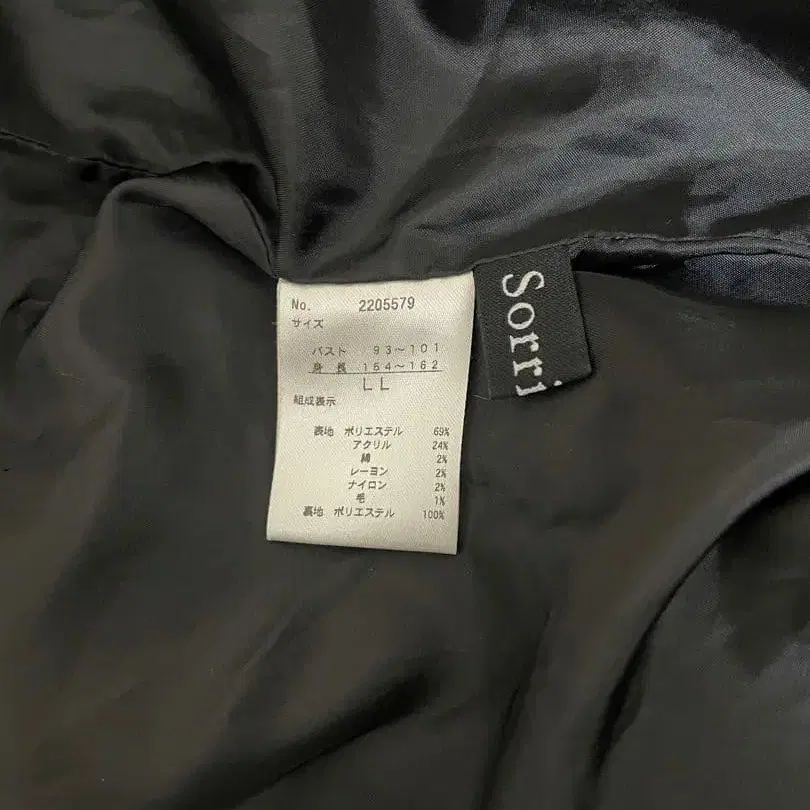 No. 2205579
サイズ
バスト 93～101
身長 154～162
LL
組成表示
表地 ポリエステル 69%
アクリル 24%
綿 2%
レーヨン 2%
ナイロン 2%
毛 1%
裏地 ポリエステル 100%
Sorri